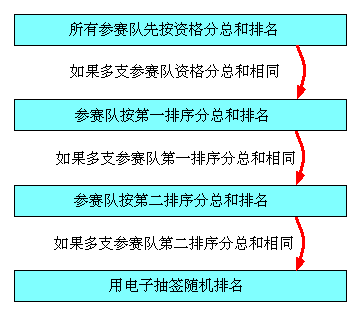 所有参赛队先按资格分总和排名
如果多支参赛队资格分总和相同
参赛队按第一排序分总和排名
如果多支参赛队第一排序分总和相同
参赛队按第二排序分总和排名
如果多支参赛队第二排序分总和相同
用电子抽签随机排名